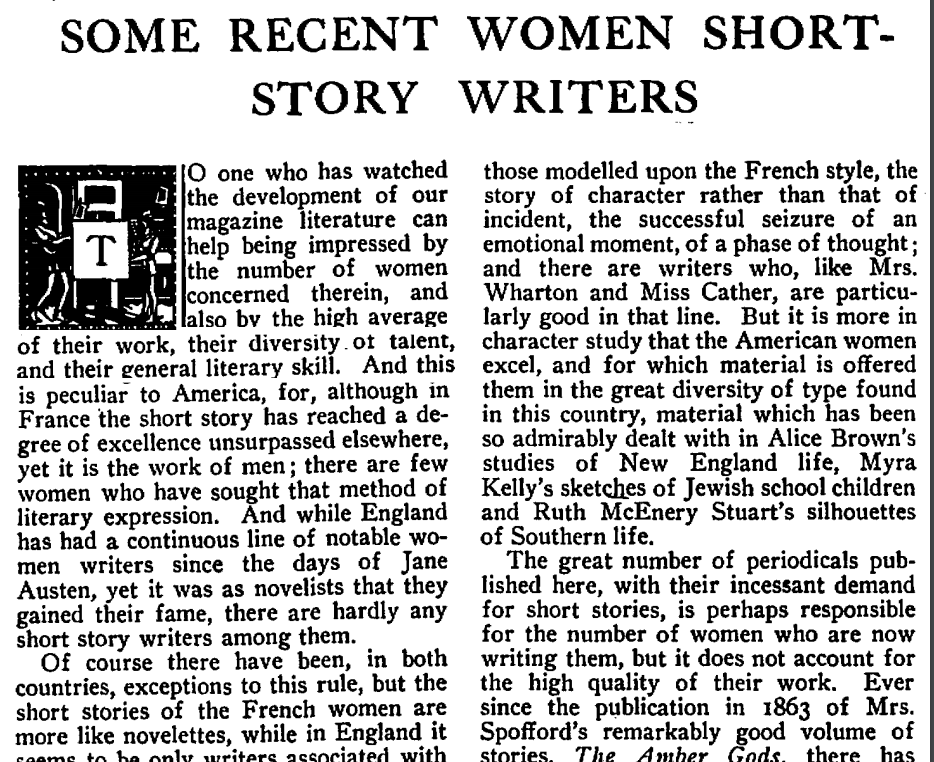 SOME RECENT WOMEN SHORT-
STORY WRITERS
TO one who has watched
the development of our
magazine literature can
help being impressed by
the number of women
concerned therein, and
also by the high average
of their work, their diversity of talent,
and their general literary skill. And this
is peculiar to America, for, although in
France the short story has reached a de-
gree of excellence unsurpassed elsewhere,
yet it is the work of men; there are few
women who have sought that method of
literary expression. And while England
has had a continuous line of notable wo-
men writers since the days of Jane
Austen, yet it was as novelists that they
gained their fame, there are hardly any
short story writers among them.
Of course there have been, in both
countries, exceptions to this rule, but the
short stories of the French women are
more like novelettes, while in England it
seems to be only writers associated with
those modelled upon the French style, the
story of character rather than that of
incident, the successful seizure of an
emotional moment, of a phase of thought;
and there are writers who, like Mrs.
Wharton and Miss Cather, are particu-
larly good in that line. But it is more in
character study that the American women
excel, and for which material is offered
them in the great diversity of type found
in this country, material which has been
so admirably dealt with in Alice Brown's
studies of New England life, Myra
Kelly's sketches of Jewish school children
and Ruth McEnery Stuart's silhouettes
of Southern life.
The great number of periodicals pub-
lished here, with their incessant demand
for short stories, is perhaps responsible
for the number of women who are now
writing them, but it does not account for
the high quality of their work. Ever
since the publication in 1863 of Mrs.
Spofford's remarkably good volume of
stories, The Amber Gods, there has